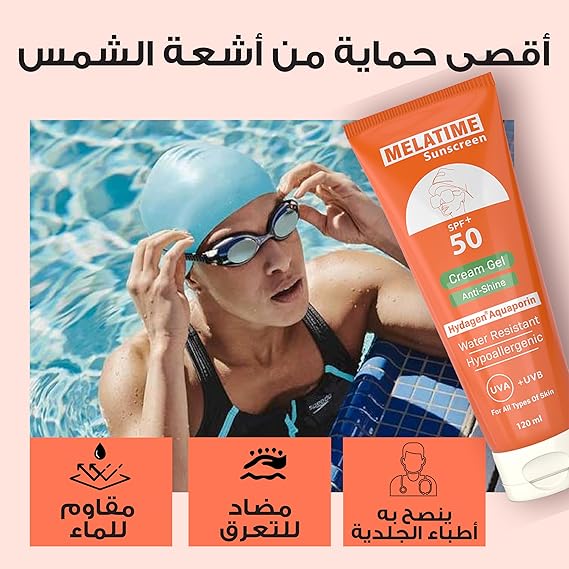 أقصى حماية من أشعة الشمس
MELATIME
Sunscreen
SPF+
50
Cream Gel
Anti-Shine
Hydagen® Aquaporin
Water Resistant
Hypoallergenic
UVA +UVB
For All Types Of Skin
120 ml
speedo
ينصح به
أطباء الجلدية
مضاد
للتعرق
مقاوم
للماء